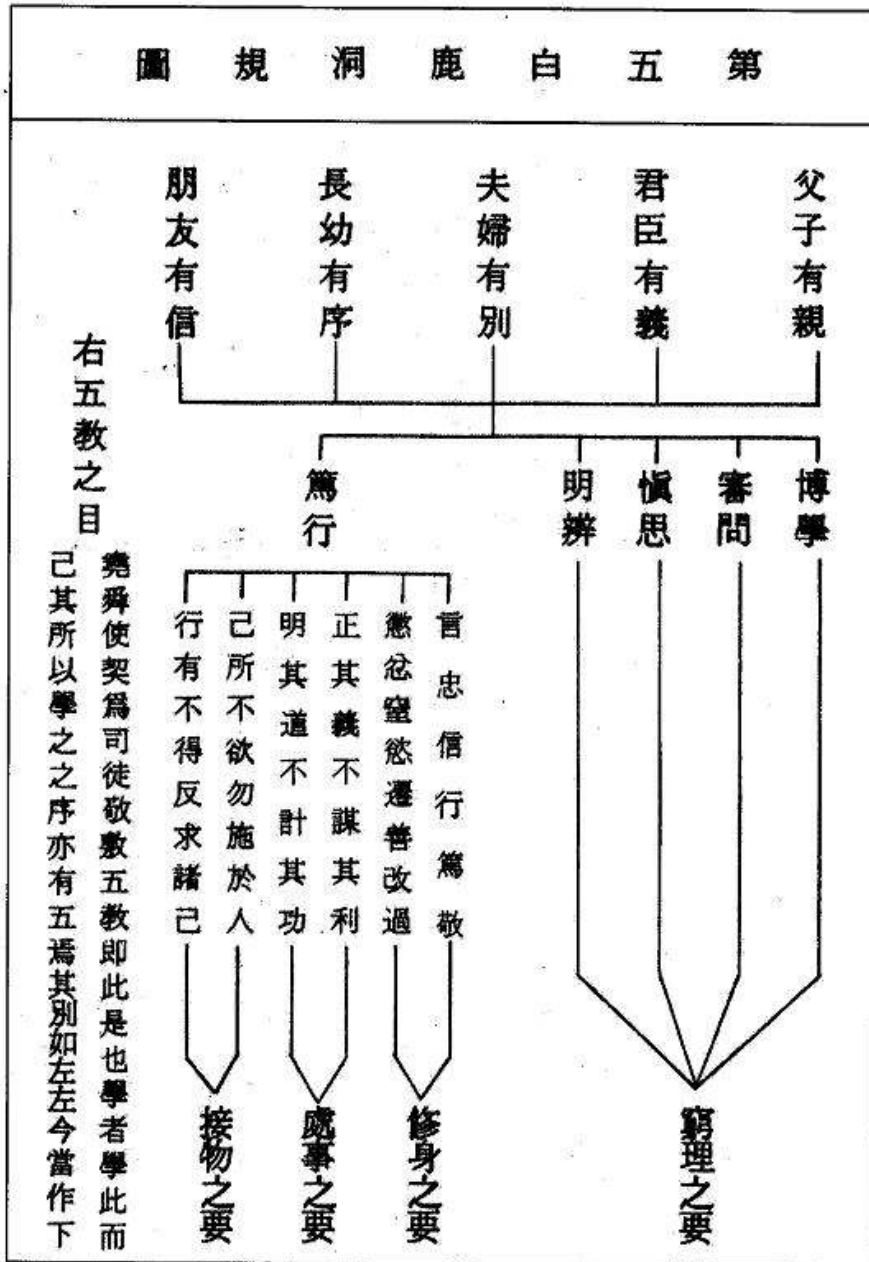 第五白鹿洞規圖
父子有親
君臣有義
夫婦有別
長幼有序
朋友有信
博學
審問
愼思
明辨
篤行
窮理之要
言忠信行篤敬
懲忿窒慾遷善改過
修身之要
正其義不謀其利
明其道不計其功
處事之要
己所不欲勿施於人
行有不得反求諸己
接物之要
右五教之目
堯舜使契爲司徒敬敷五教即此是也學者學此而
己其所以學之之序亦有五焉其別如左左今當作下